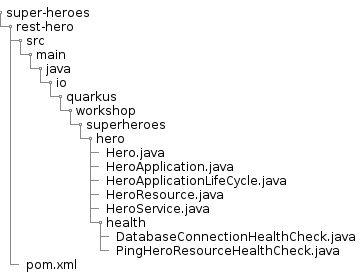 super-heroes
rest-hero
src
main
java
io
quarkus
workshop
superheroes
hero
Hero.java
HeroApplication.java
HeroApplicationLifeCycle.java
HeroResource.java
HeroService.java
health
DatabaseConnectionHealthCheck.java
PingHeroResourceHealthCheck.java
pom.xml